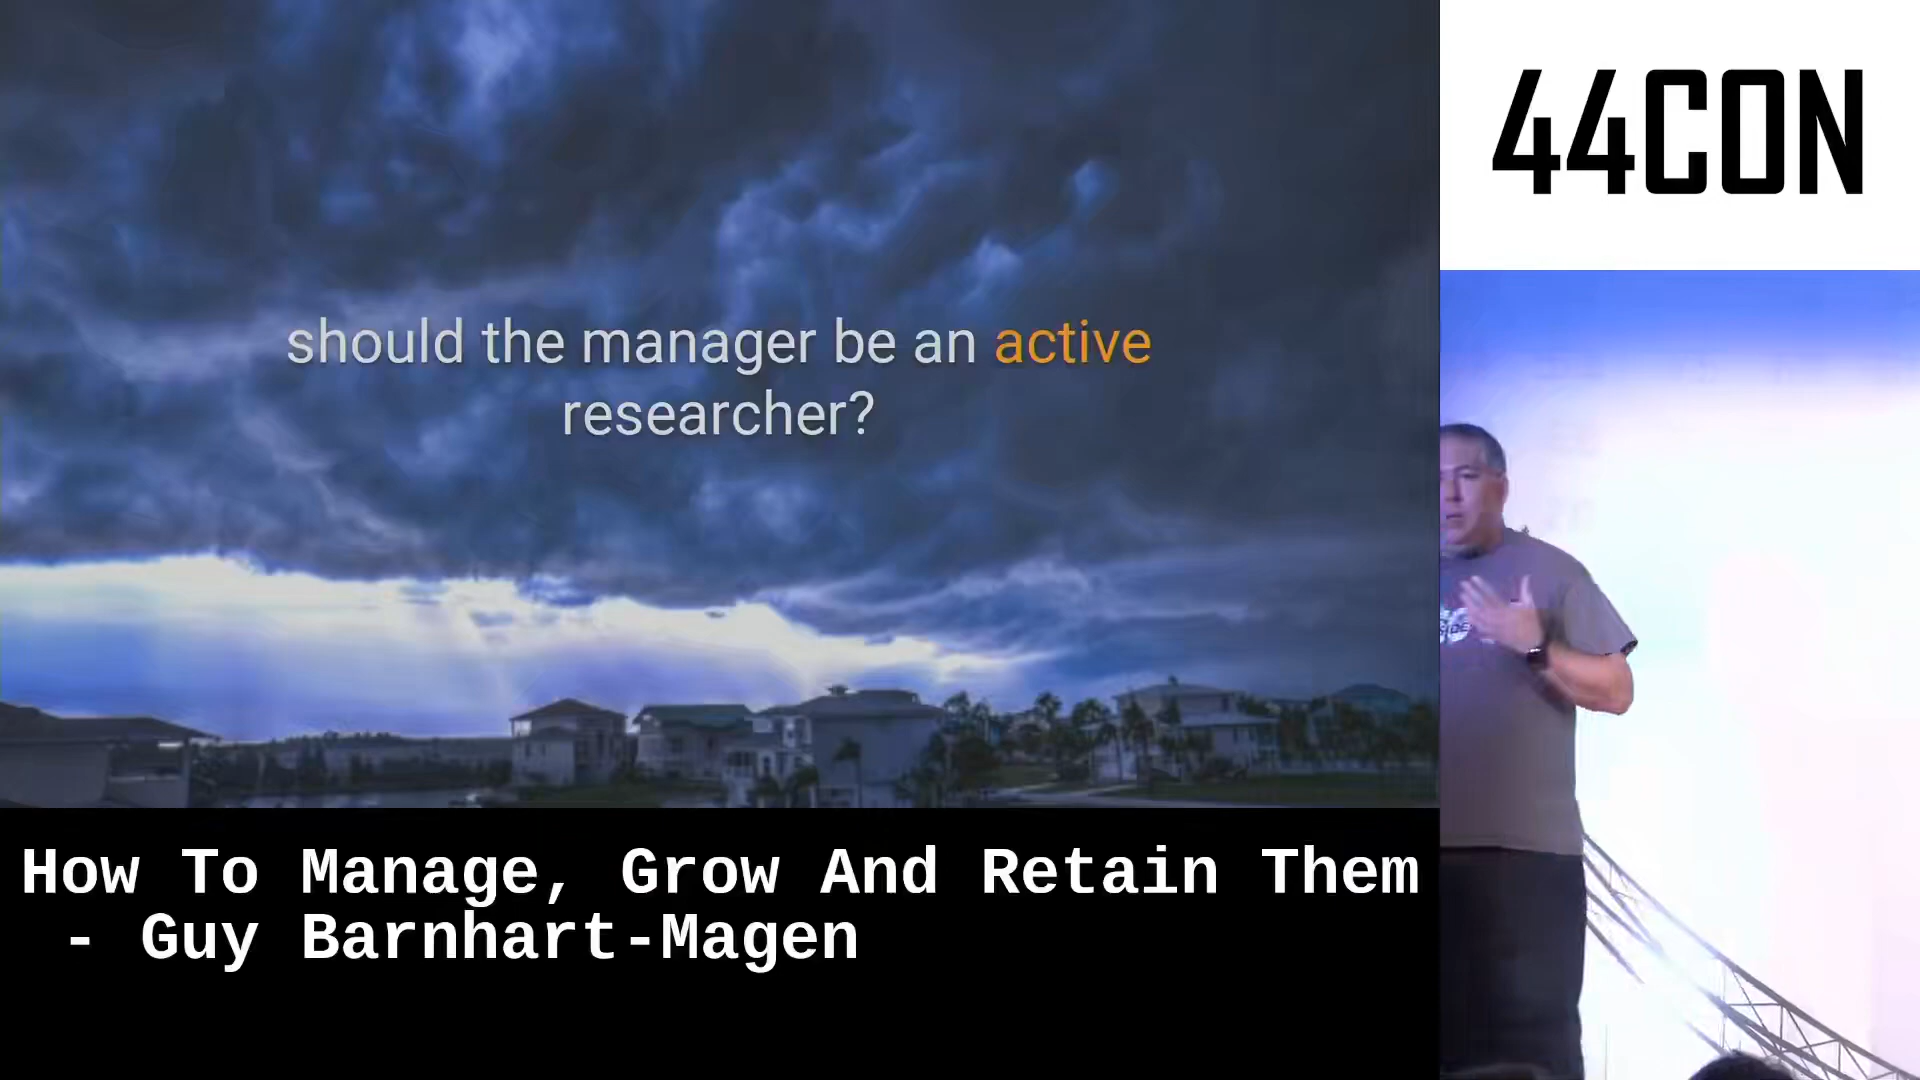 should the manager be an active
researcher?
44CON
How To Manage, Grow And Retain Them
- Guy Barnhart-Magen